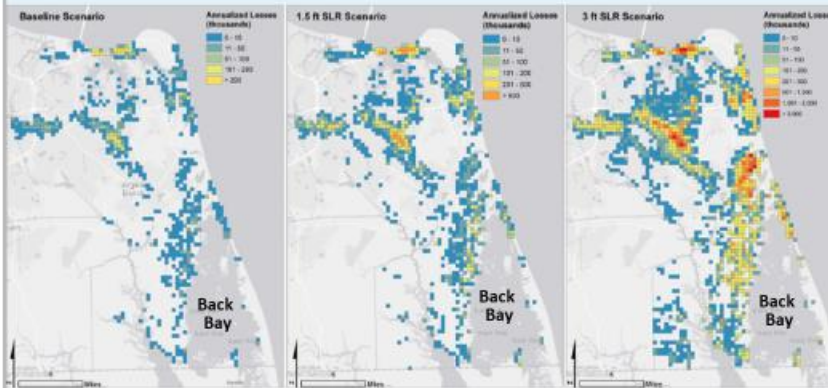 Baseline Scenario
Annualized Losses
(thousands)
0 - 10
11 - 50
51 - 100
101 - 200
> 200
Back
Bay
Miles
1.5 ft SLR Scenario
Annualized Losses
(thousands)
0 - 10
11 - 50
51 - 100
101 - 200
201 - 500
> 500
Back
Bay
Miles
3 ft SLR Scenario
Annualized Losses
(thousands)
0 - 10
11 - 50
51 - 100
101 - 200
201 - 500
501 - 1,000
1,001 - 2,000
Back
Bay
Miles